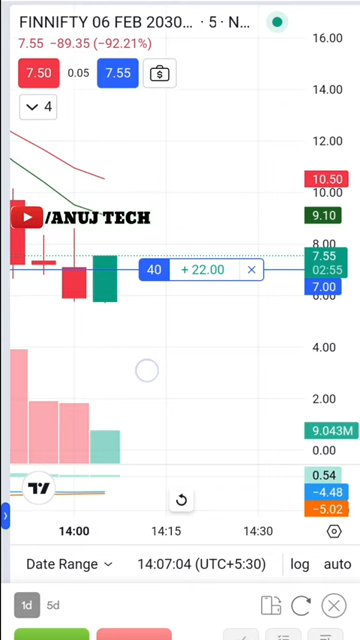 FINNIFTY 06 FEB 2030... · 5 · N...
7.55 −89.35 (−92.21%)
7.50 0.05 7.55
4
16.00
14.00
12.00
10.50
10.00
/ANUJ TECH
9.10
8.00
7.55
02:55
40 + 22.00 ×
7.00
6.00
4.00
2.00
9.043M
0.00
0.54
−4.48
−5.02
14:00 14:15 14:30
Date Range 14:07:04 (UTC+5:30) log auto
1d 5d